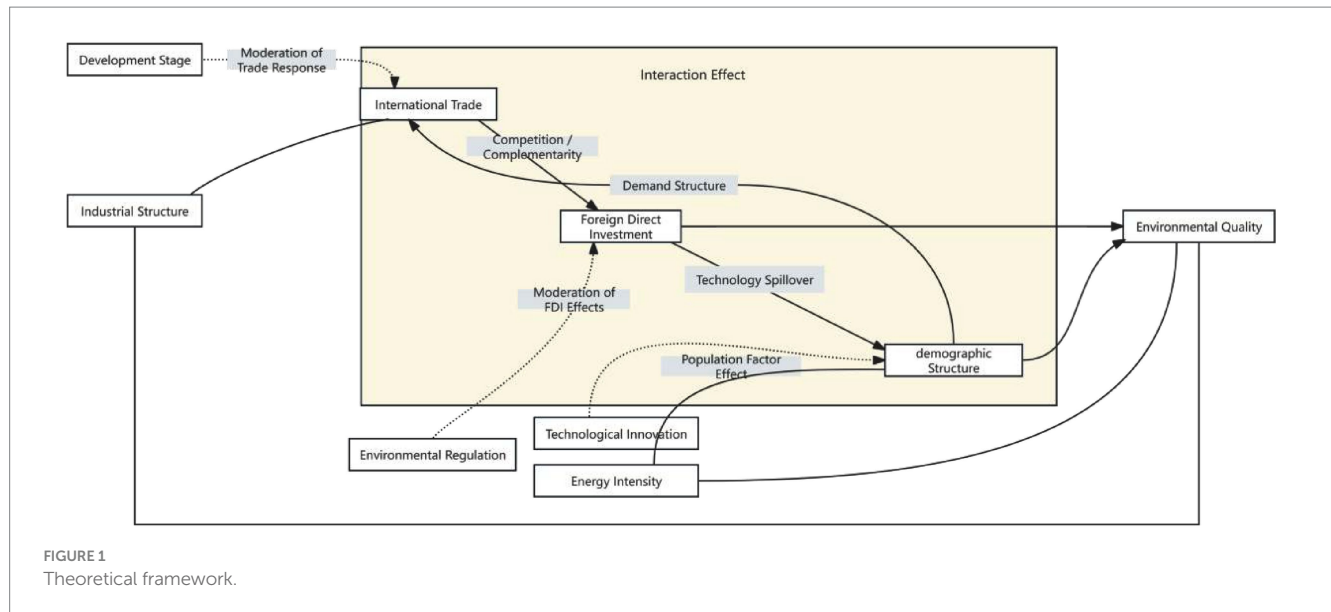 Development Stage
Moderation of
Trade Response
Interaction Effect
International Trade
Competition /
Complementarity
Demand Structure
Industrial Structure
Foreign Direct
Investment
Environmental Quality
Technology Spillover
Moderation of
FDI Effects
Population Factor
Effect
demographic
Structure
Technological Innovation
Environmental Regulation
Energy Intensity
FIGURE 1
Theoretical framework.